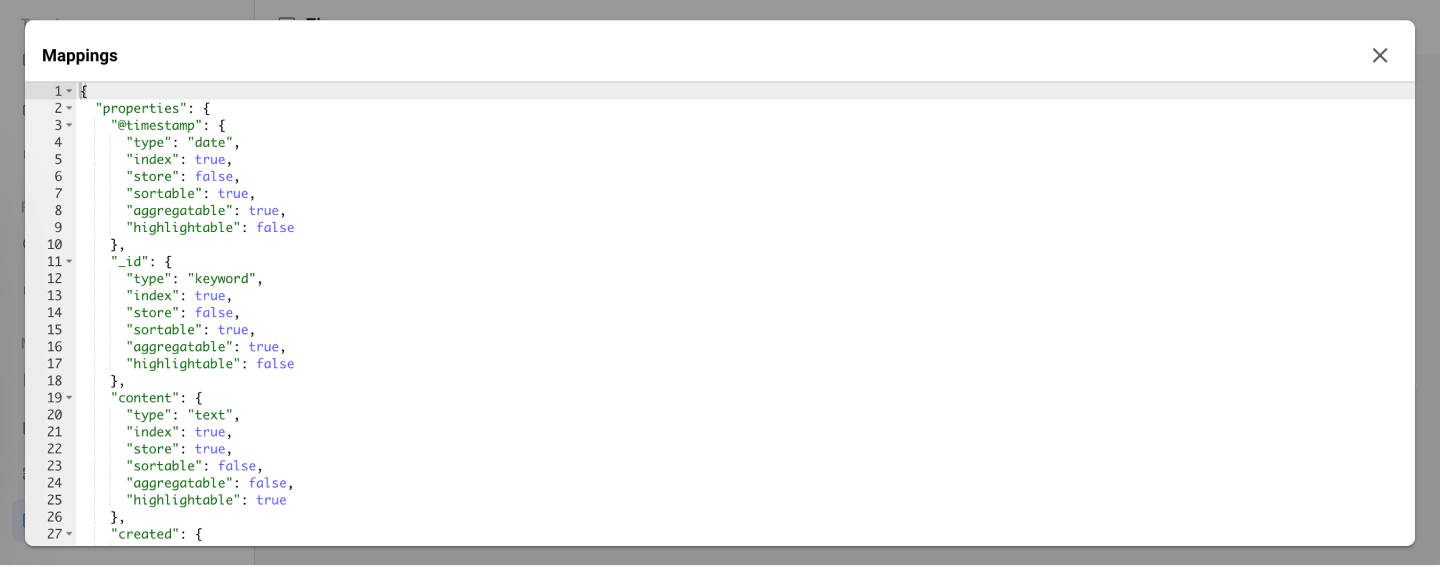 Mappings
1 {
2 "properties": {
3 "@timestamp": {
4 "type": "date",
5 "index": true,
6 "store": false,
7 "sortable": true,
8 "aggregatable": true,
9 "highlightable": false
10 },
11 "_id": {
12 "type": "keyword",
13 "index": true,
14 "store": false,
15 "sortable": true,
16 "aggregatable": true,
17 "highlightable": false
18 },
19 "content": {
20 "type": "text",
21 "index": true,
22 "store": true,
23 "sortable": false,
24 "aggregatable": false,
25 "highlightable": true
26 },
27 "created": {